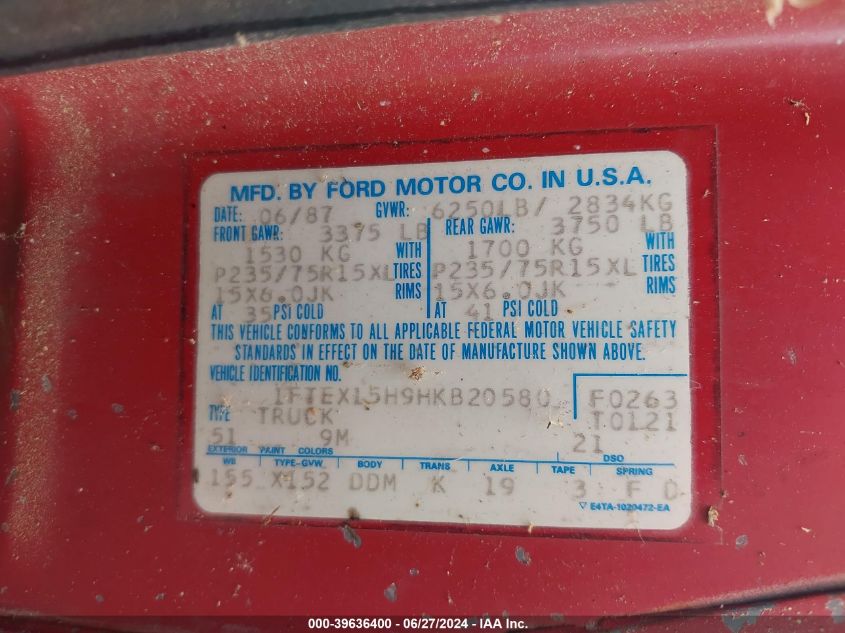 MFD. BY FORD MOTOR CO. IN U.S.A.
DATE: 06/87 GVWR: 6250LB/ 2834KG
FRONT GAWR: 3375 LB REAR GAWR: 3750 LB
1530 KG WITH 1700 KG WITH
P235/75R15XL TIRES P235/75R15XL TIRES
15X6.0JK RIMS 15X6.0JK RIMS
AT 35 PSI COLD AT 41 PSI COLD
THIS VEHICLE CONFORMS TO ALL APPLICABLE FEDERAL MOTOR VEHICLE SAFETY
STANDARDS IN EFFECT ON THE DATE OF MANUFACTURE SHOWN ABOVE.
VEHICLE IDENTIFICATION NO.
1FTEX15H9HKB20580 F0263
TYPE TRUCK T0121
51 9M 21
EXTERIOR PAINT COLORS DSO
WB TYPE-GVW BODY TRANS AXLE TAPE SPRING
155 X152 DDM K 19 3 F D
E4TA-1020472-EA
000-39636400 - 06/27/2024 - IAA Inc.